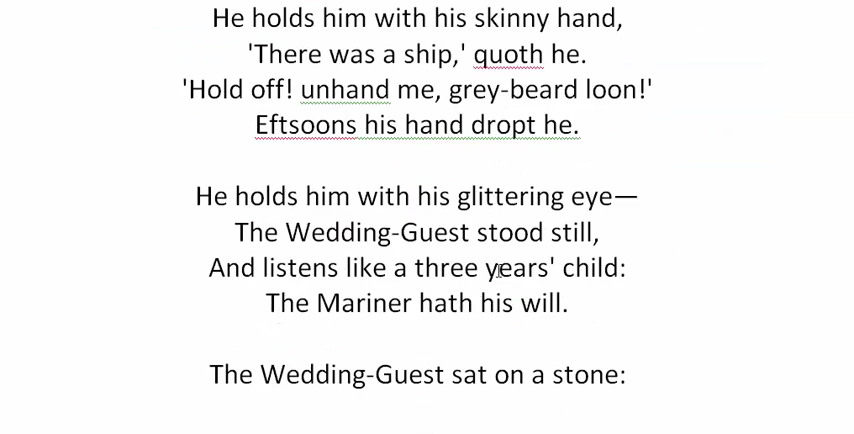 He holds him with his skinny hand,
'There was a ship,' quoth he.
'Hold off! unhand me, grey-beard loon!'
Eftsoons his hand dropt he.
He holds him with his glittering eye—
The Wedding-Guest stood still,
And listens like a three years' child:
The Mariner hath his will.
The Wedding-Guest sat on a stone: